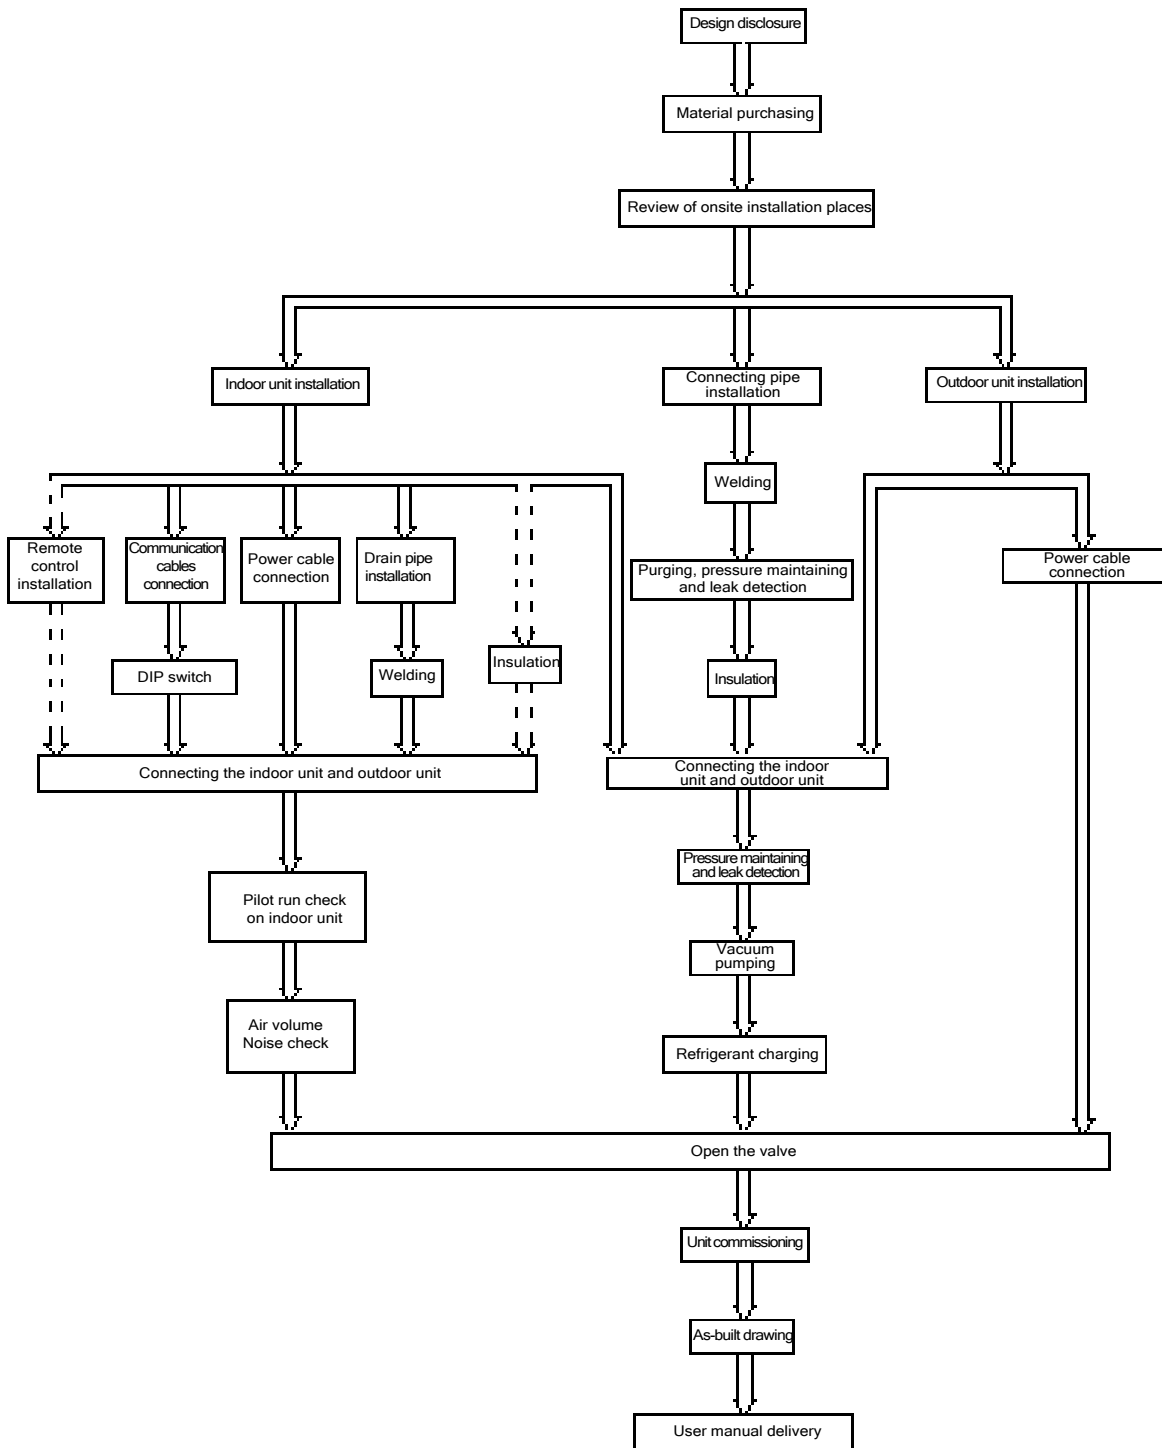 Design disclosure
Material purchasing
Review of onsite installation places
Indoor unit installation
Connecting pipe
installation
Outdoor unit installation
Welding
Remote
control
installation
Communication
cables
connection
Power cable
connection
Drain pipe
installation
Purging, pressure maintaining
and leak detection
Power cable
connection
DIP switch
Welding
Insulation
Insulation
Connecting the indoor unit and outdoor unit
Connecting the indoor
unit and outdoor unit
Pressure maintaining
and leak detection
Pilot run check
on indoor unit
Vacuum
pumping
Air volume
Noise check
Refrigerant charging
Open the valve
Unit commissioning
As-built drawing
User manual delivery